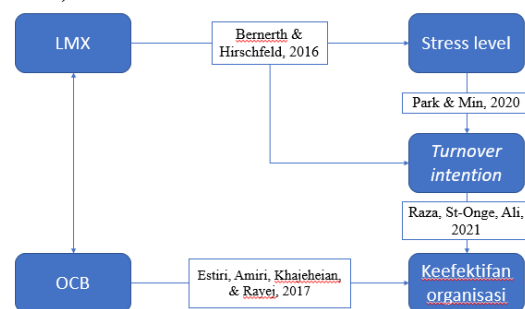 LMX
Bernerth &
Hirschfeld, 2016
Stress level
Park & Min, 2020
Turnover
intention
Raza, St-Onge, Ali,
2021
OCB
Estiri, Amiri, Khajeheian,
& Rayej, 2017
Keefektifan
organisasi